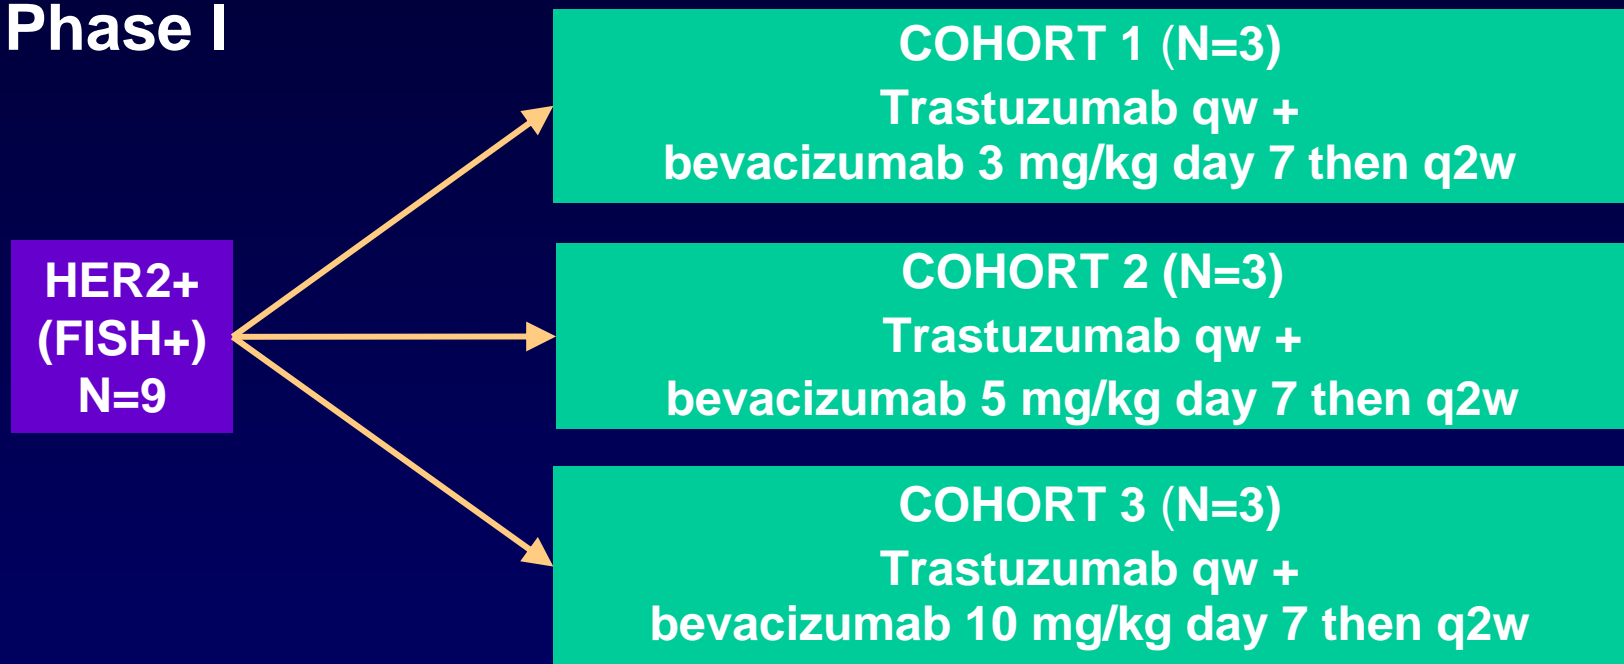 Phase I
COHORT 1 (N=3)
Trastuzumab qw +
bevacizumab 3 mg/kg day 7 then q2w
HER2+
(FISH+)
N=9
COHORT 2 (N=3)
Trastuzumab qw +
bevacizumab 5 mg/kg day 7 then q2w
COHORT 3 (N=3)
Trastuzumab qw +
bevacizumab 10 mg/kg day 7 then q2w